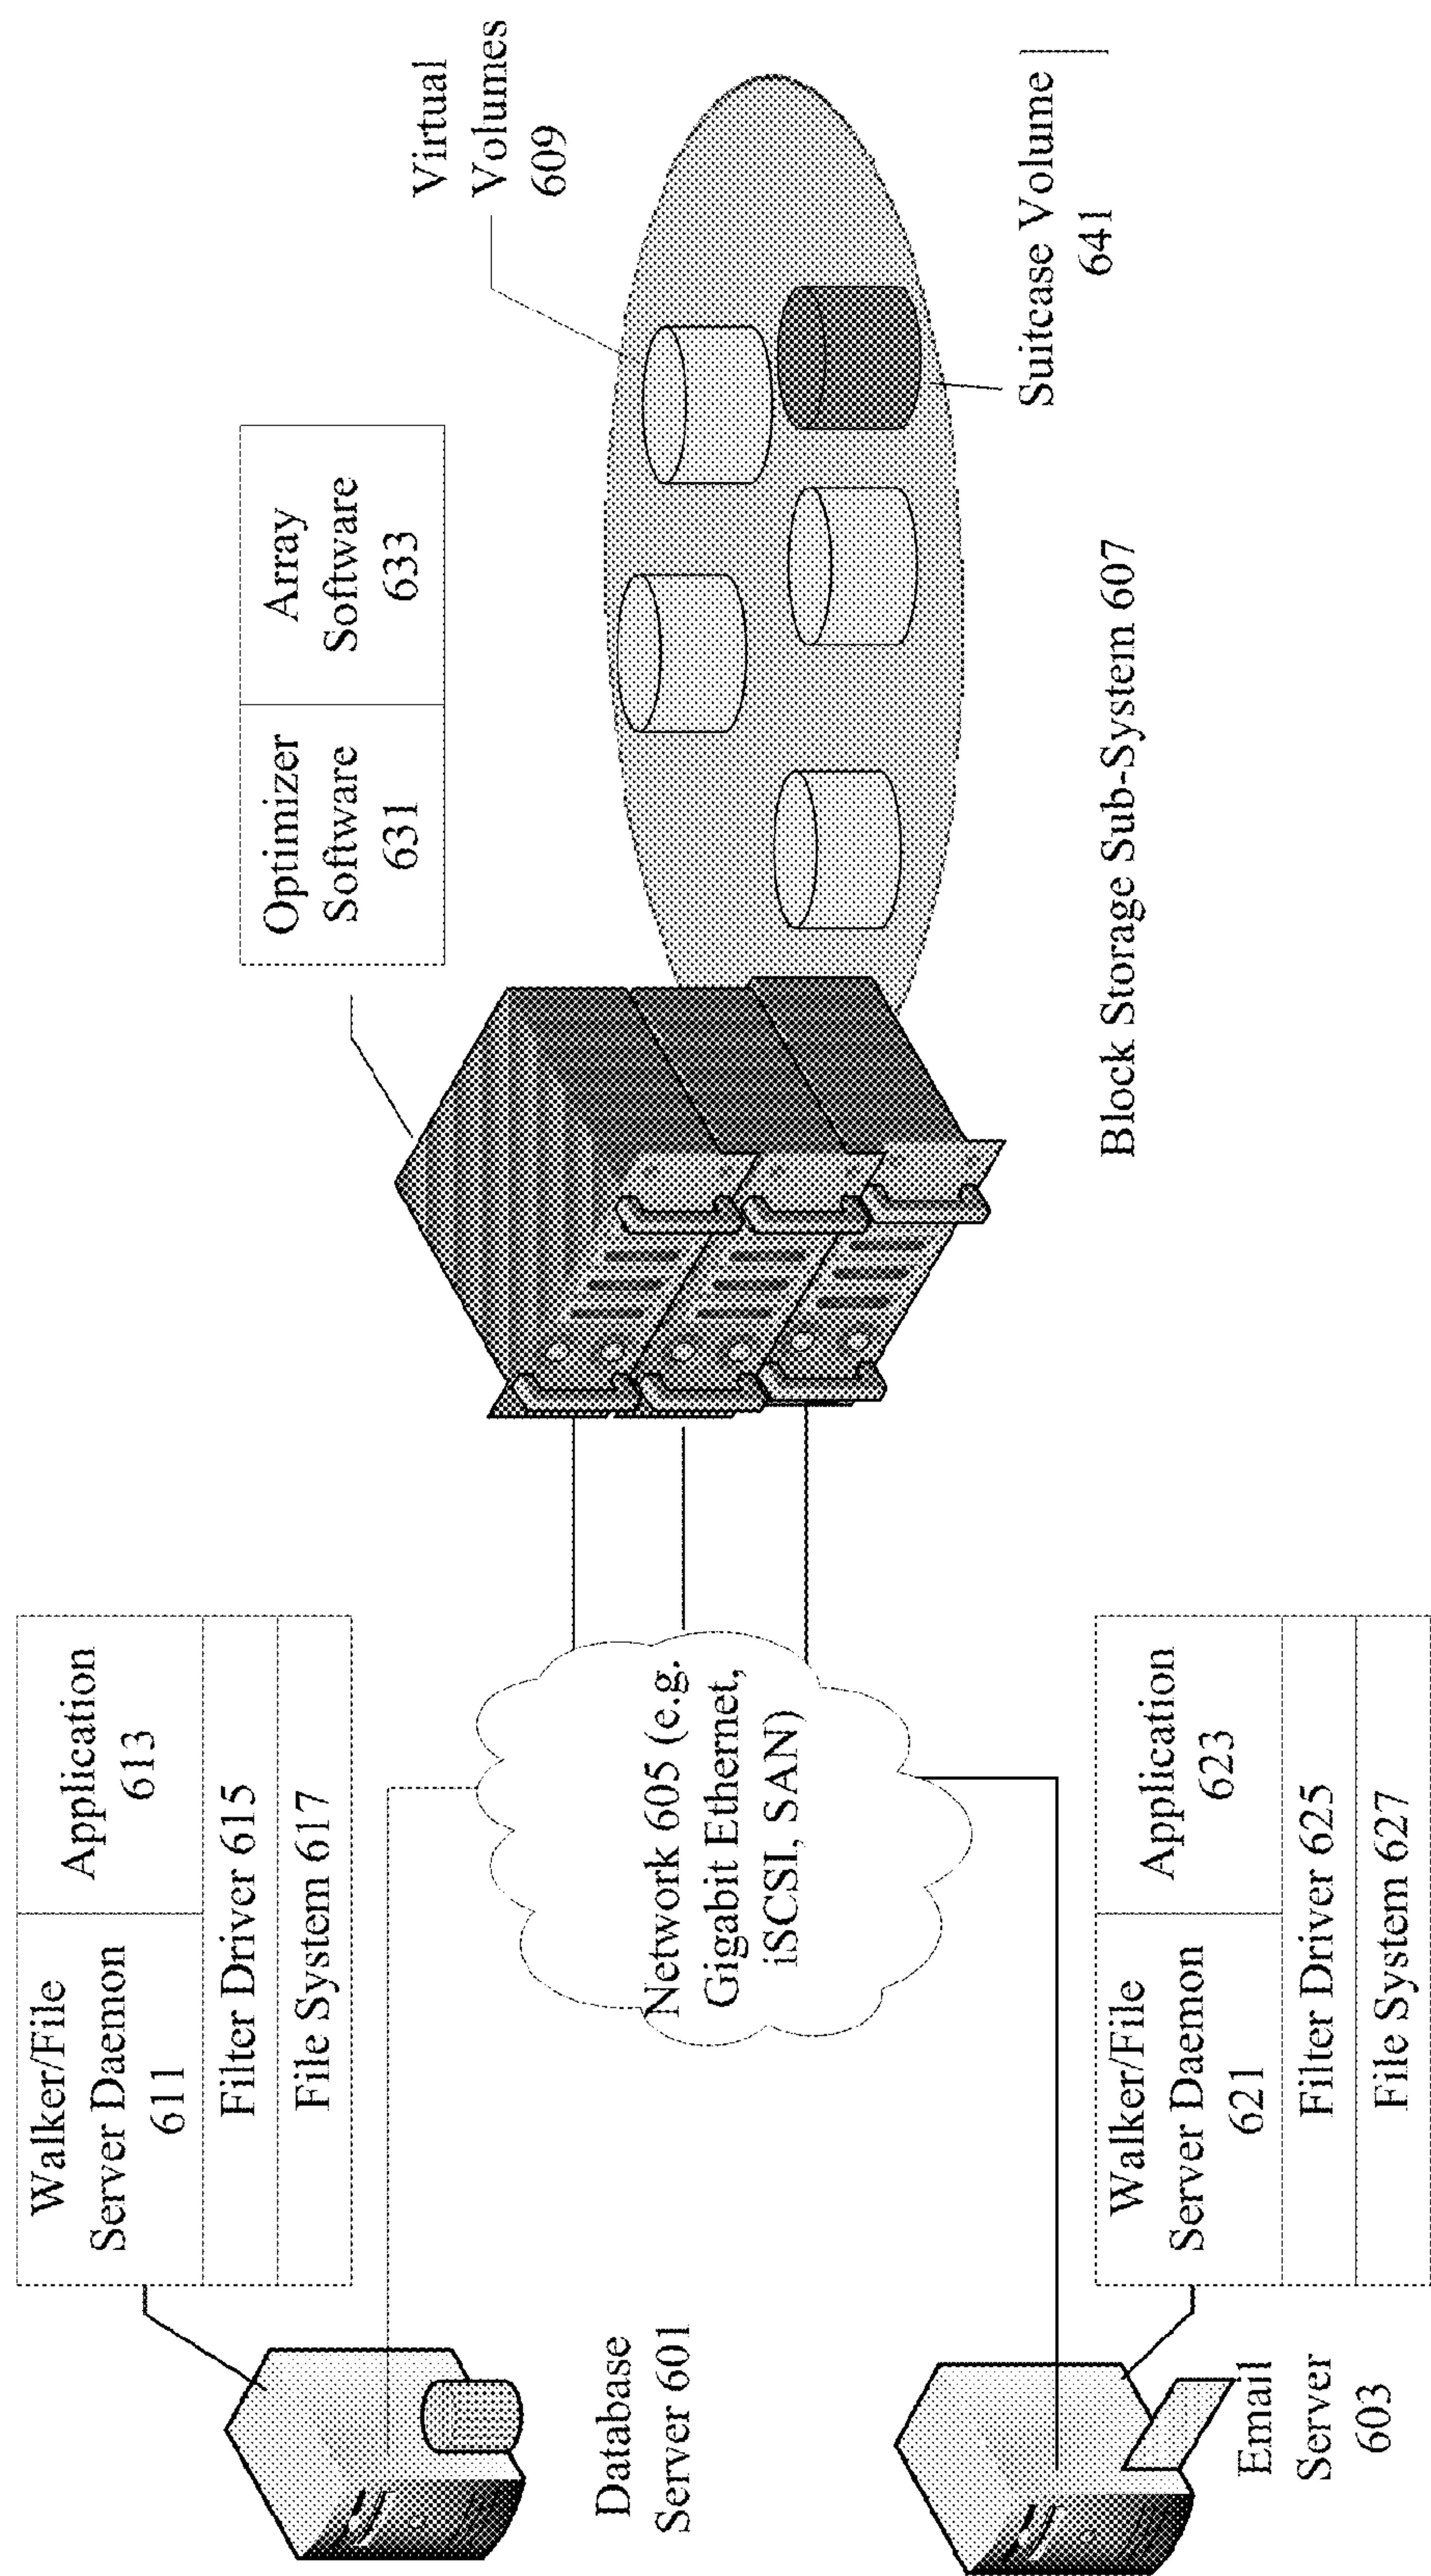 Walker/File
Server Daemon
611
Application
613
Filter Driver 615
File System 617
Database
Server 601
Optimizer
Software
631
Array
Software
633
Virtual
Volumes
609
Network 605 (e.g.
Gigabit Ethernet,
iSCSI, SAN)
Suitcase Volume
641
Block Storage Sub-System 607
Walker/File
Server Daemon
621
Application
623
Filter Driver 625
File System 627
Email
Server
603